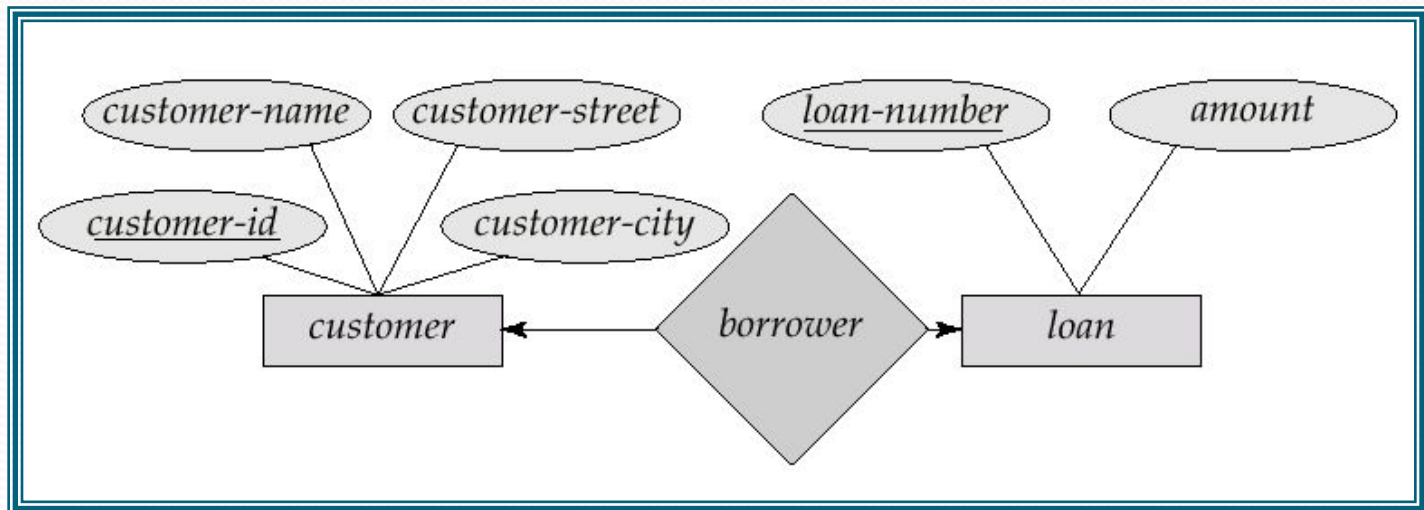 customer-name
customer-street
loan-number
amount
customer-id
customer-city
customer
borrower
loan